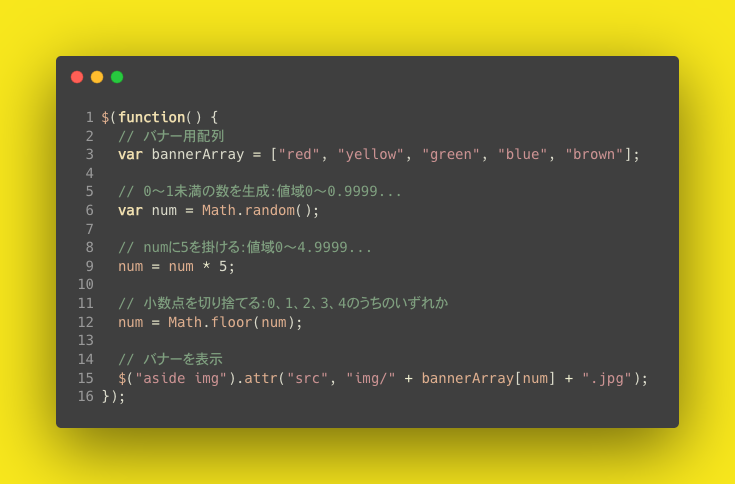 1 $(function() {
2   // バナー用配列
3   var bannerArray = ["red", "yellow", "green", "blue", "brown"];
4
5   // 0〜1未満の数を生成:値域0〜0.9999...
6   var num = Math.random();
7
8   // numに5を掛ける:値域0〜4.9999...
9   num = num * 5;
10
11   // 小数点を切り捨てる:0、1、2、3、4のうちのいずれか
12   num = Math.floor(num);
13
14   // バナーを表示
15   $("aside img").attr("src", "img/" + bannerArray[num] + ".jpg");
16 });